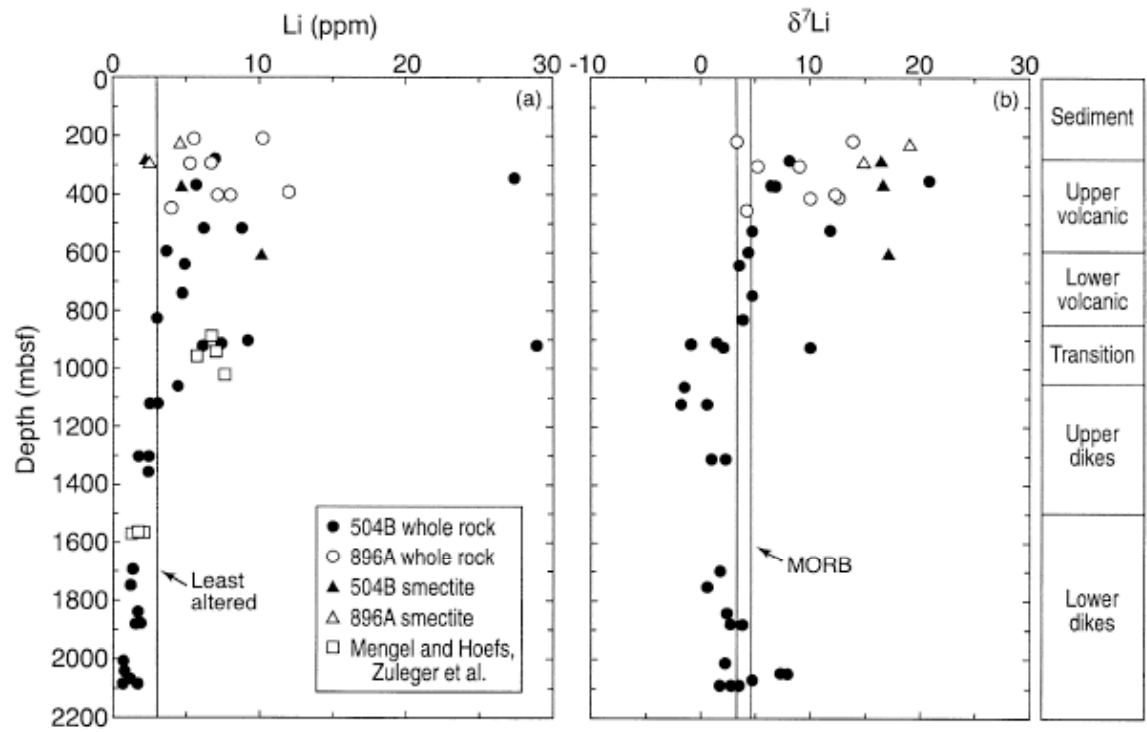 Li (ppm)
δ⁷Li
0 10 20 30
-10 0 10 20 30
(a)
(b)
Depth (mbsf)
0
200
400
600
800
1000
1200
1400
1600
1800
2000
2200
Least
altered
504B whole rock
896A whole rock
504B smectite
896A smectite
Mengel and Hoefs,
Zuleger et al.
MORB
Sediment
Upper
volcanic
Lower
volcanic
Transition
Upper
dikes
Lower
dikes